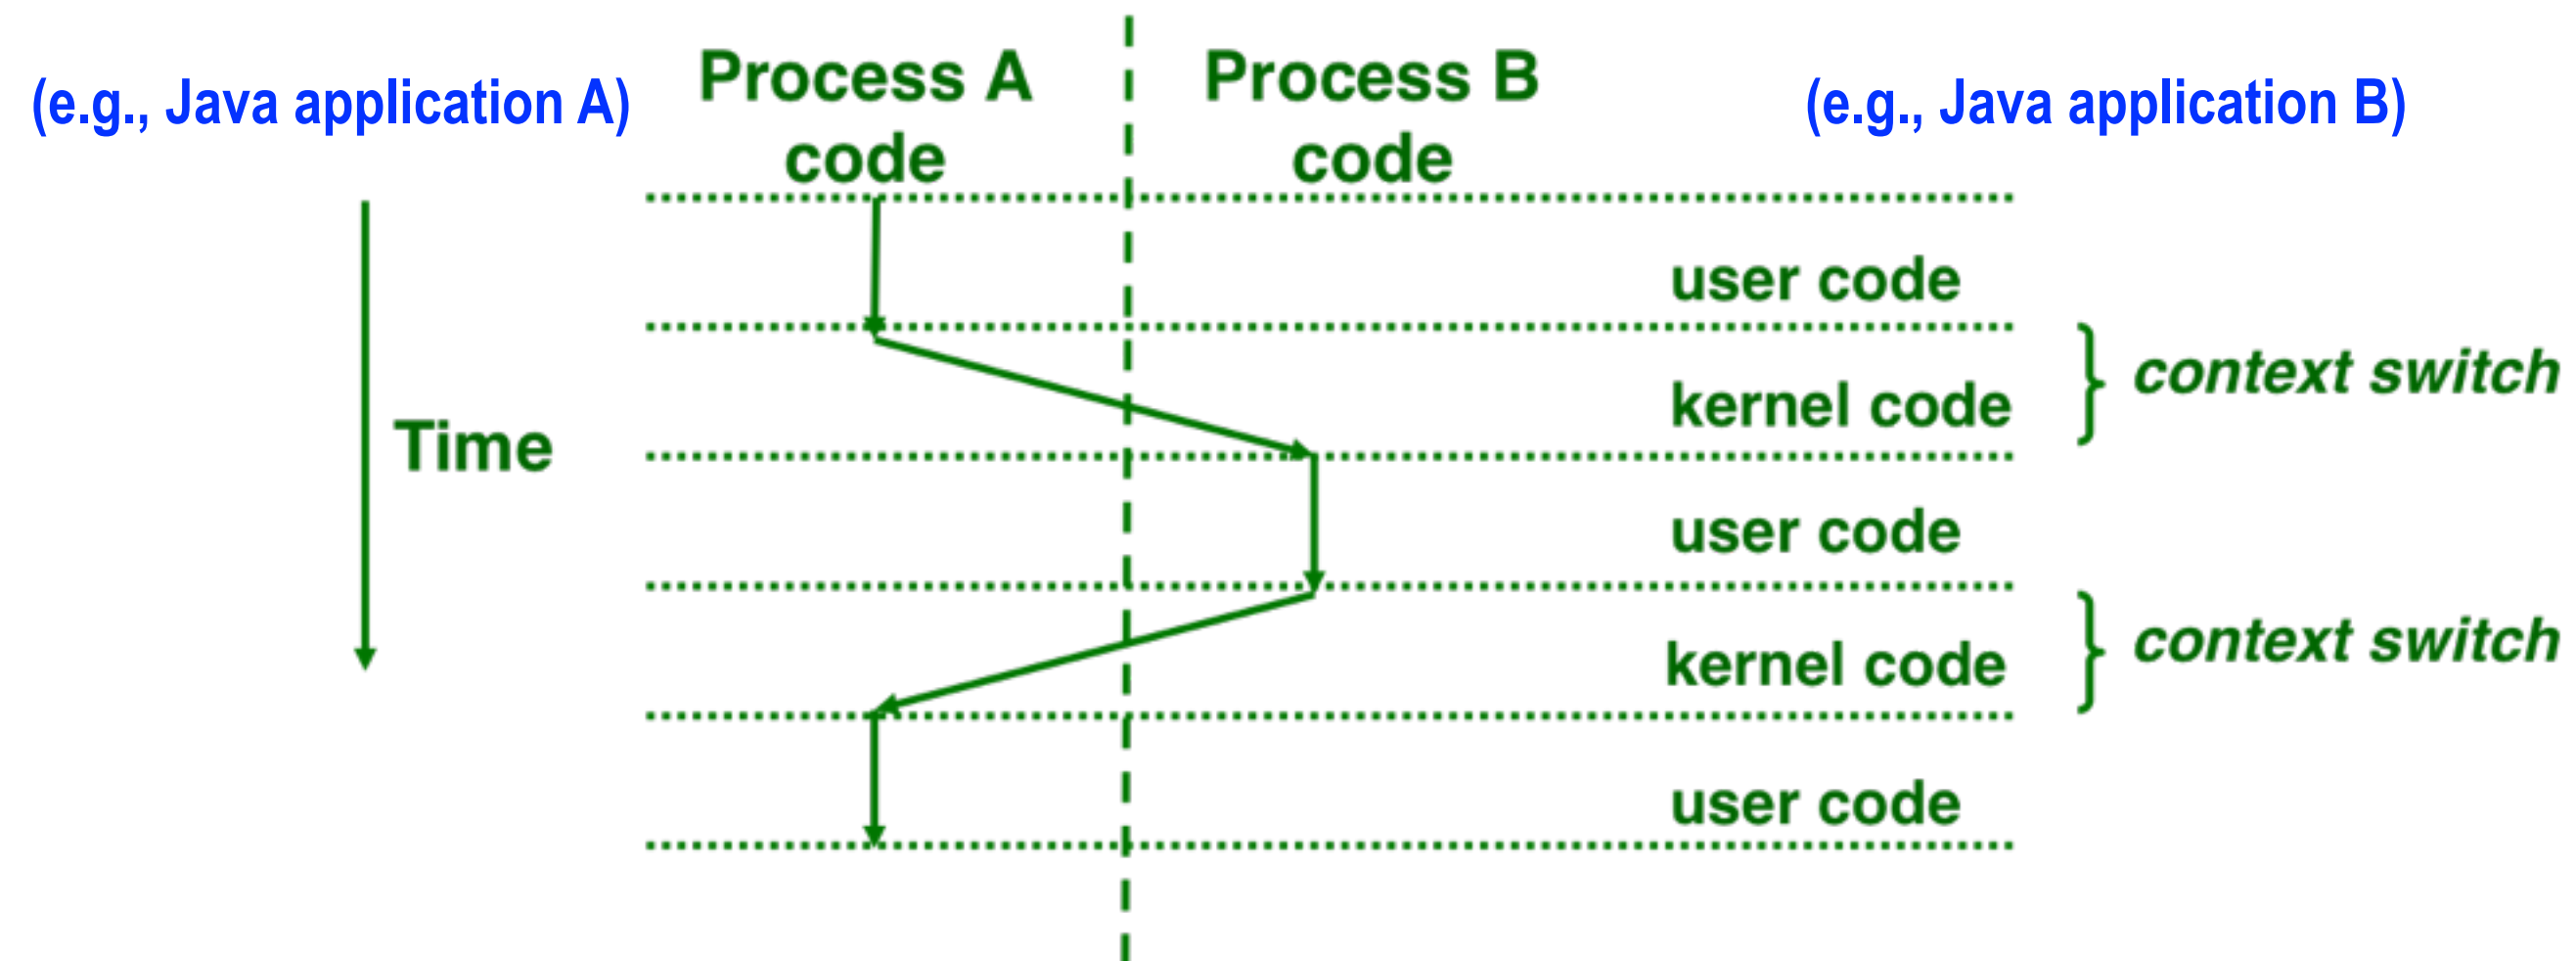 (e.g., Java application A)
Process A
code
Process B
code
(e.g., Java application B)
user code
context switch
kernel code
Time
user code
context switch
kernel code
user code